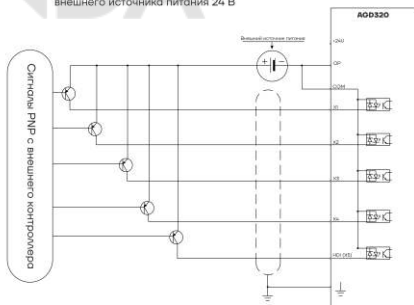 внешнего источника питания 24 В
AGD320
Внешний источник питания
+24V
OP
COM
X1
X2
X3
X4
HDI (X5)
Сигналы PNP с внешнего контроллера